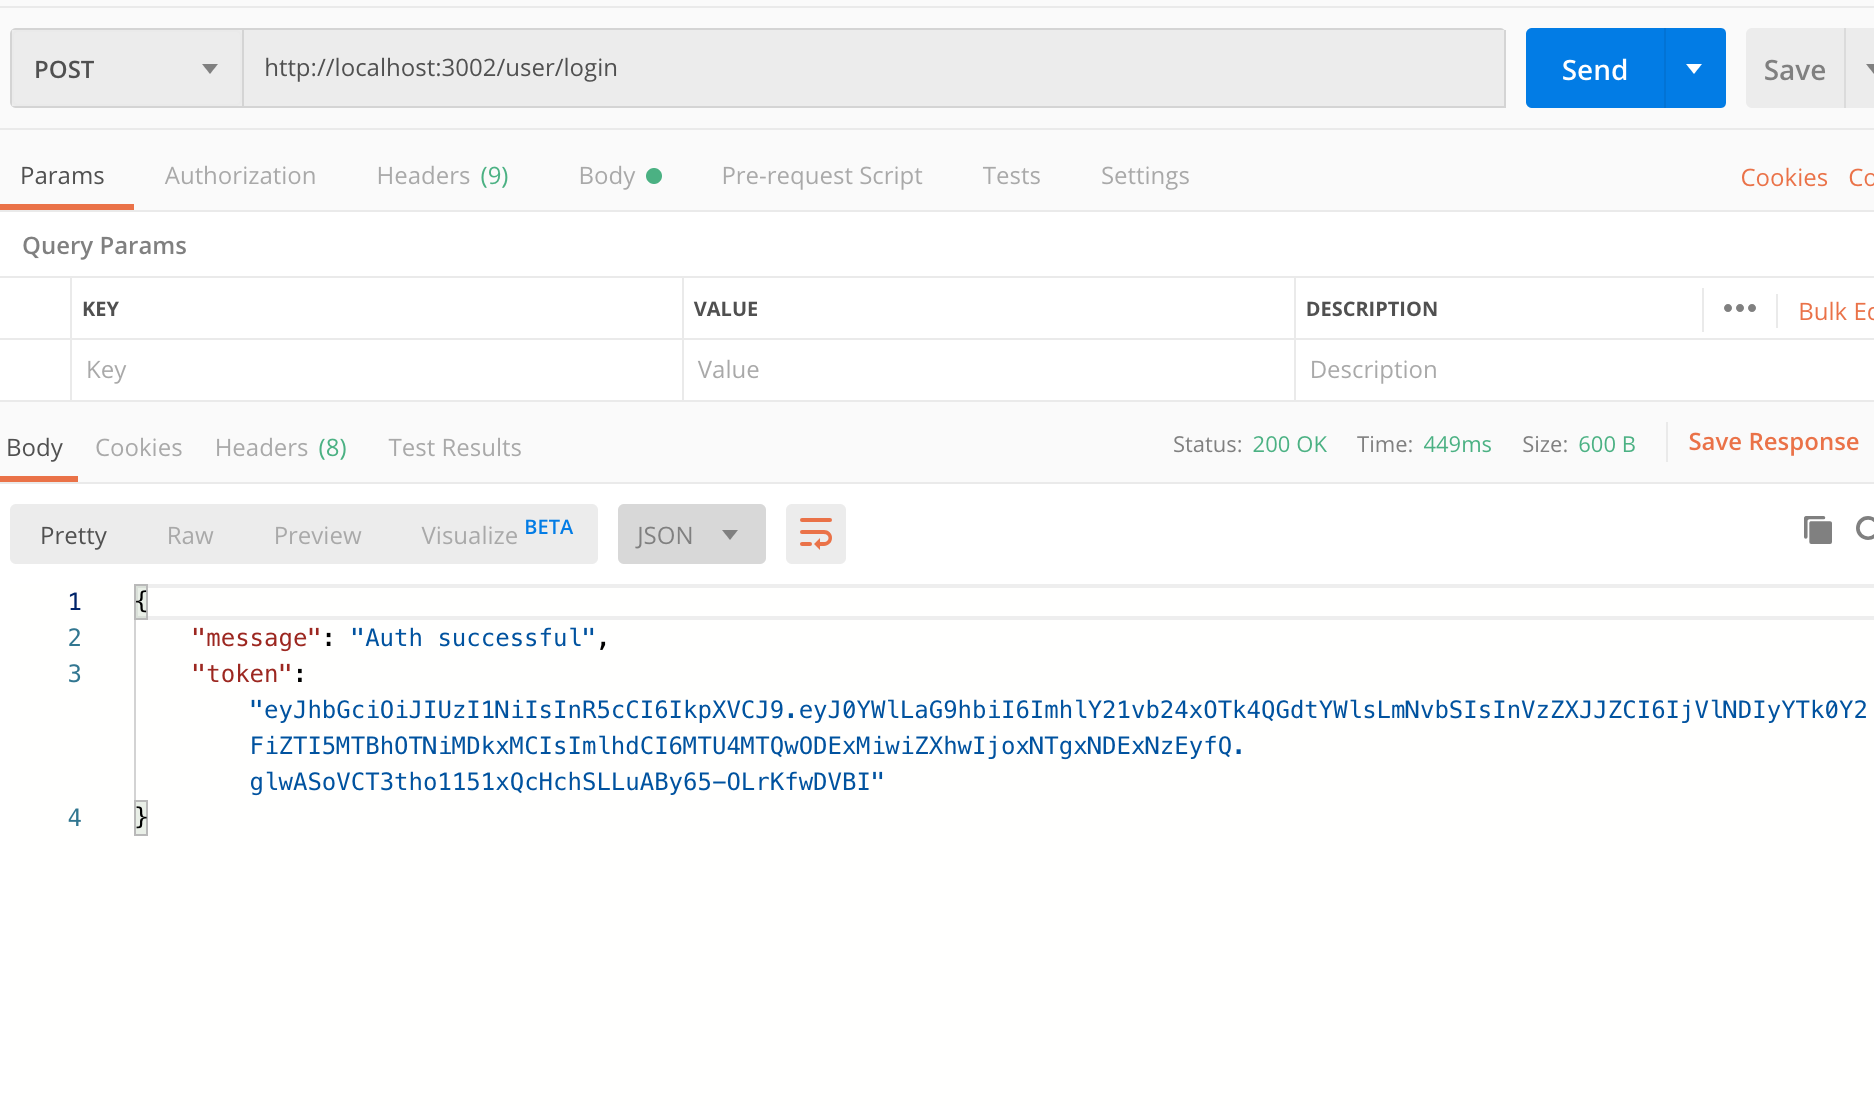 POST http://localhost:3002/user/login Send Save
Params Authorization Headers (9) Body Pre-request Script Tests Settings Cookies Co
Query Params
KEY VALUE DESCRIPTION ••• Bulk Ed
Key Value Description
Body Cookies Headers (8) Test Results Status: 200 OK Time: 449ms Size: 600 B Save Response
Pretty Raw Preview Visualize BETA JSON
1 {
2 "message": "Auth successful",
3 "token":
"eyJhbGciOiJIUzI1NiIsInR5cCI6IkpXVCJ9.eyJ0YWlLaG9hbiI6ImhlY21vb24xOTk4QGdtYWlsLmNvbSIsInVzZXJJZCI6IjVlNDIyYTk0Y2
FiZTI5MTBhOTNiMDkxMCIsImlhdCI6MTU4MTQwODExMiwiZXhwIjoxNTgxNDExNzEyfQ.
glwASoVCT3tho1151xQcHchSLLuABy65-OLrKfwDVBI"
4 }